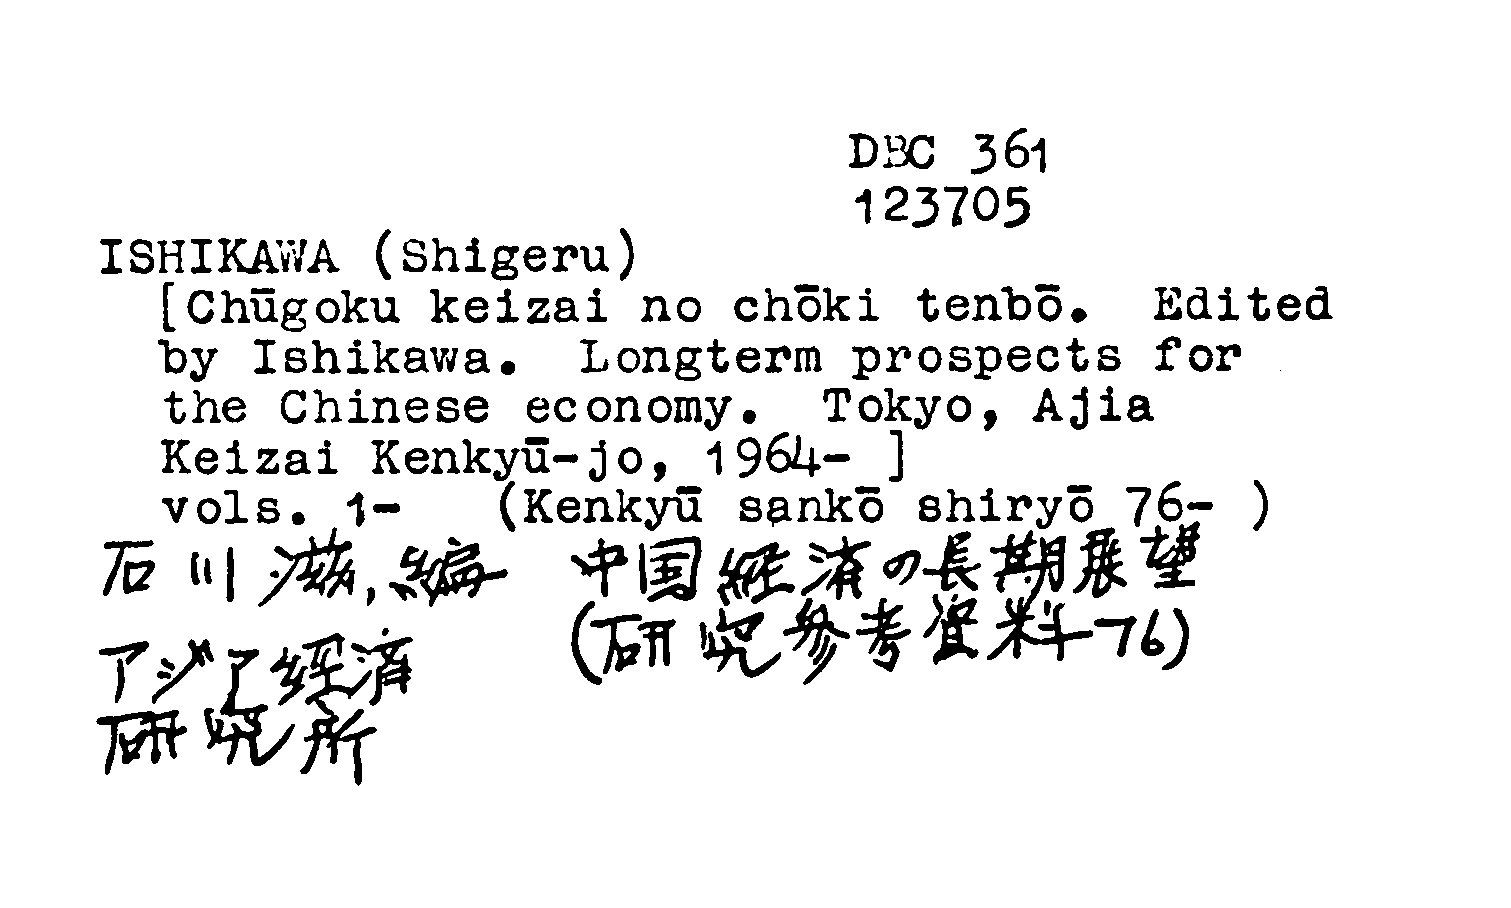 DBC 361
123705
ISHIKAWA (Shigeru)
[Chūgoku keizai no chōki tenbō. Edited
by Ishikawa. Longterm prospects for
the Chinese economy. Tokyo, Ajia
Keizai Kenkyū-jo, 1964- ]
vols. 1- (Kenkyū sankō shiryō 76- )
石川滋,編 中国経済の長期展望
(研究参考資料 76)
アジア経済
研究所